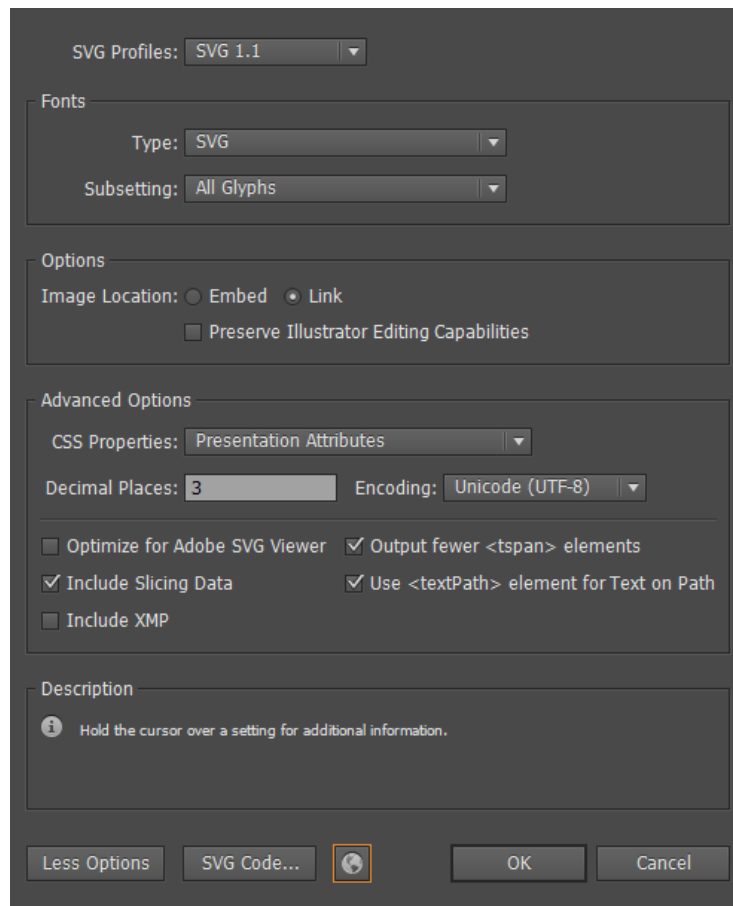 SVG Profiles: SVG 1.1
Fonts
Type: SVG
Subsetting: All Glyphs
Options
Image Location: Embed Link
Preserve Illustrator Editing Capabilities
Advanced Options
CSS Properties: Presentation Attributes
Decimal Places: 3 Encoding: Unicode (UTF-8)
Optimize for Adobe SVG Viewer Output fewer <tspan> elements
Include Slicing Data Use <textPath> element for Text on Path
Include XMP
Description
Hold the cursor over a setting for additional information.
Less Options SVG Code... OK Cancel